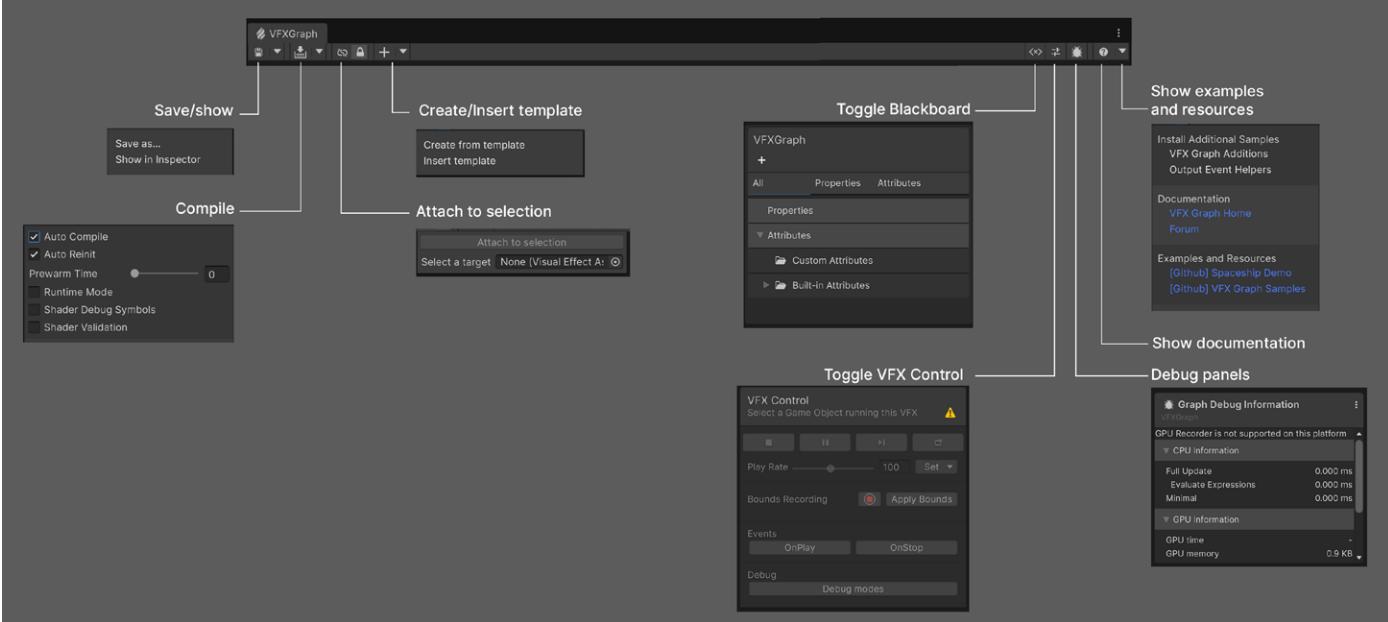 VFXGraph
Save/show
Save as...
Show in Inspector
Compile
Auto Compile
Auto Reinit
Prewarm Time 0
Runtime Mode
Shader Debug Symbols
Shader Validation
Create/Insert template
Create from template
Insert template
Attach to selection
Attach to selection
Select a target None (Visual Effect As
Toggle Blackboard
VFXGraph
+
All Properties Attributes
Properties
Attributes
Custom Attributes
Built-in Attributes
Toggle VFX Control
VFX Control
Select a Game Object running this VFX
Play Rate 100 Set
Bounds Recording Apply Bounds
Events
OnPlay OnStop
Debug
Debug modes
Show examples
and resources
Install Additional Samples
VFX Graph Additions
Output Event Helpers
Documentation
VFX Graph Home
Forum
Examples and Resources
[Github] Spaceship Demo
[Github] VFX Graph Samples
Show documentation
Debug panels
Graph Debug Information
VFXGraph
GPU Recorder is not supported on this platform
CPU Information
Full Update 0.000 ms
Evaluate Expressions 0.000 ms
Minimal 0.000 ms
GPU Information
GPU time -
GPU memory 0.9 KB